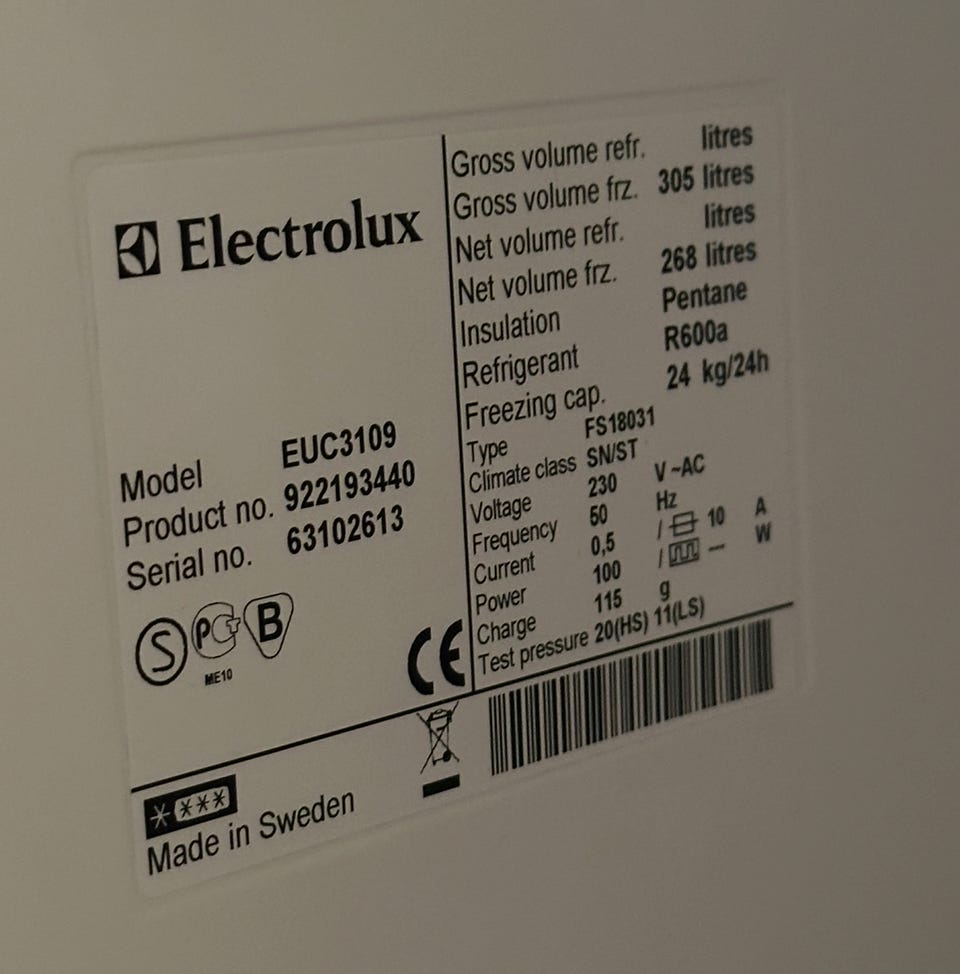 Electrolux
Model EUC3109
Product no. 922193440
Serial no. 63102613
S PCT B
ME10
CE
Gross volume refr. litres
Gross volume frz. 305 litres
Net volume refr. litres
Net volume frz. 268 litres
Insulation Pentane
Refrigerant R600a
Freezing cap. 24 kg/24h
Type FS18031
Climate class SN/ST
Voltage 230 V ~AC
Frequency 50 Hz
Current 0,5 / 10 A
Power 100 / — W
Charge 115 g
Test pressure 20(HS) 11(LS)
* ***
Made in Sweden